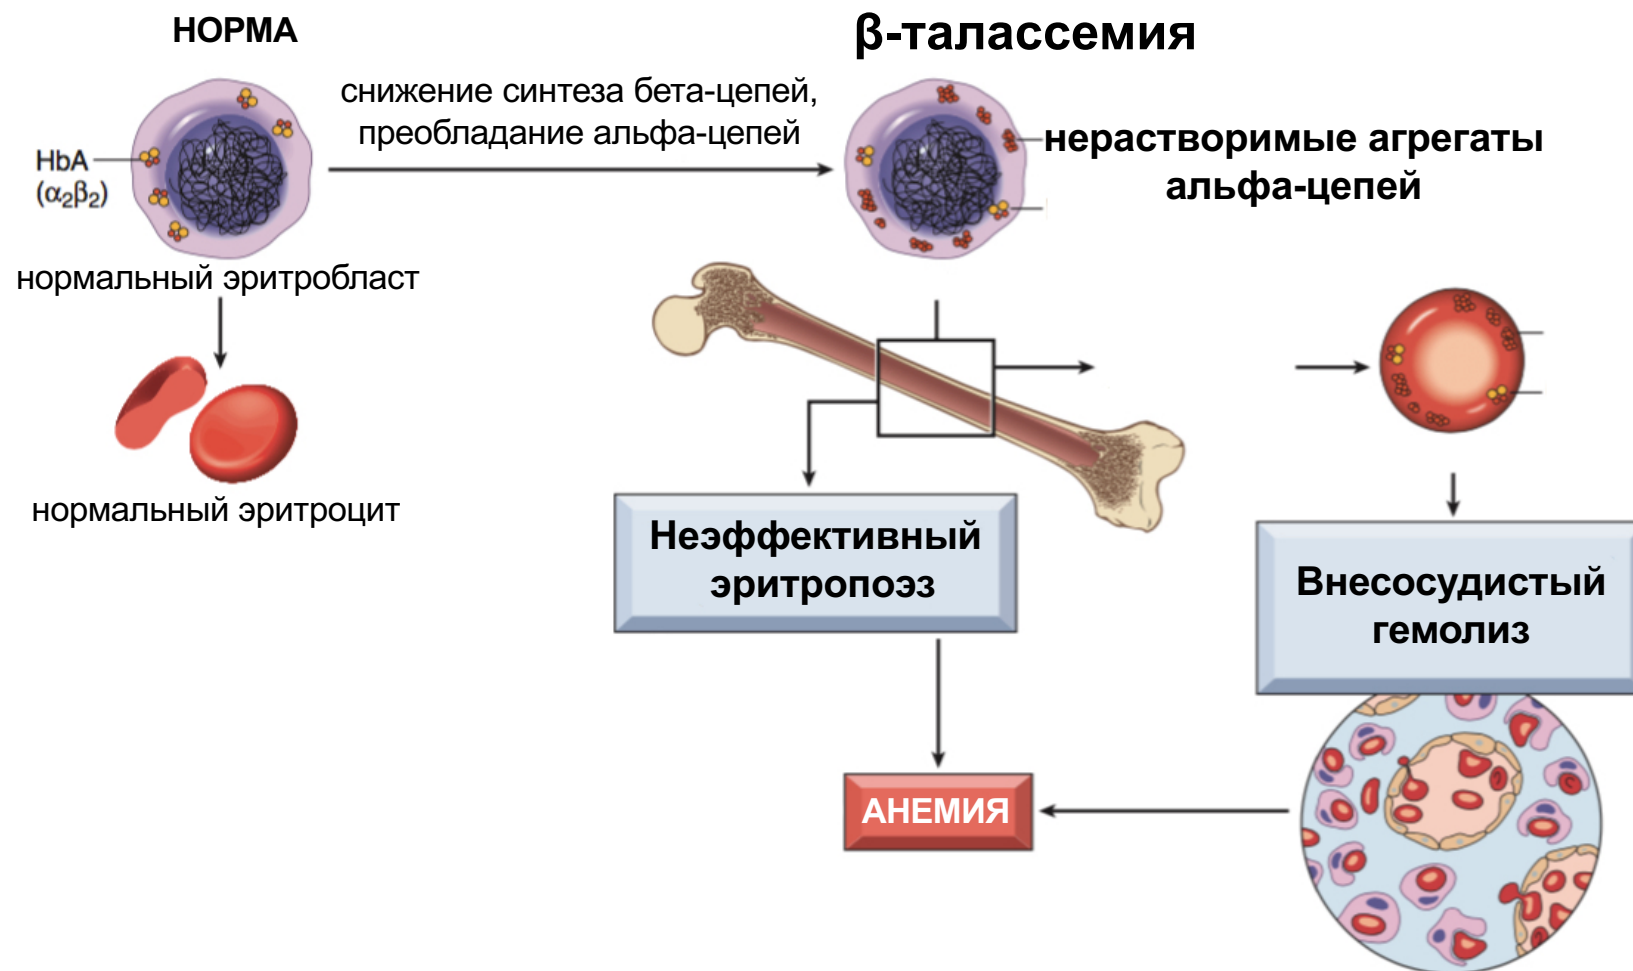 НОРМА
β-талассемия
снижение синтеза бета-цепей,
преобладание альфа-цепей
HbA
(α₂β₂)
нерастворимые агрегаты
альфа-цепей
нормальный эритробласт
нормальный эритроцит
Неэффективный
эритропоэз
Внесосудистый
гемолиз
АНЕМИЯ